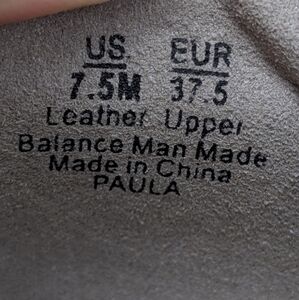 US EUR
7.5M 37.5
Leather Upper
Balance Man Made
Made in China
PAULA